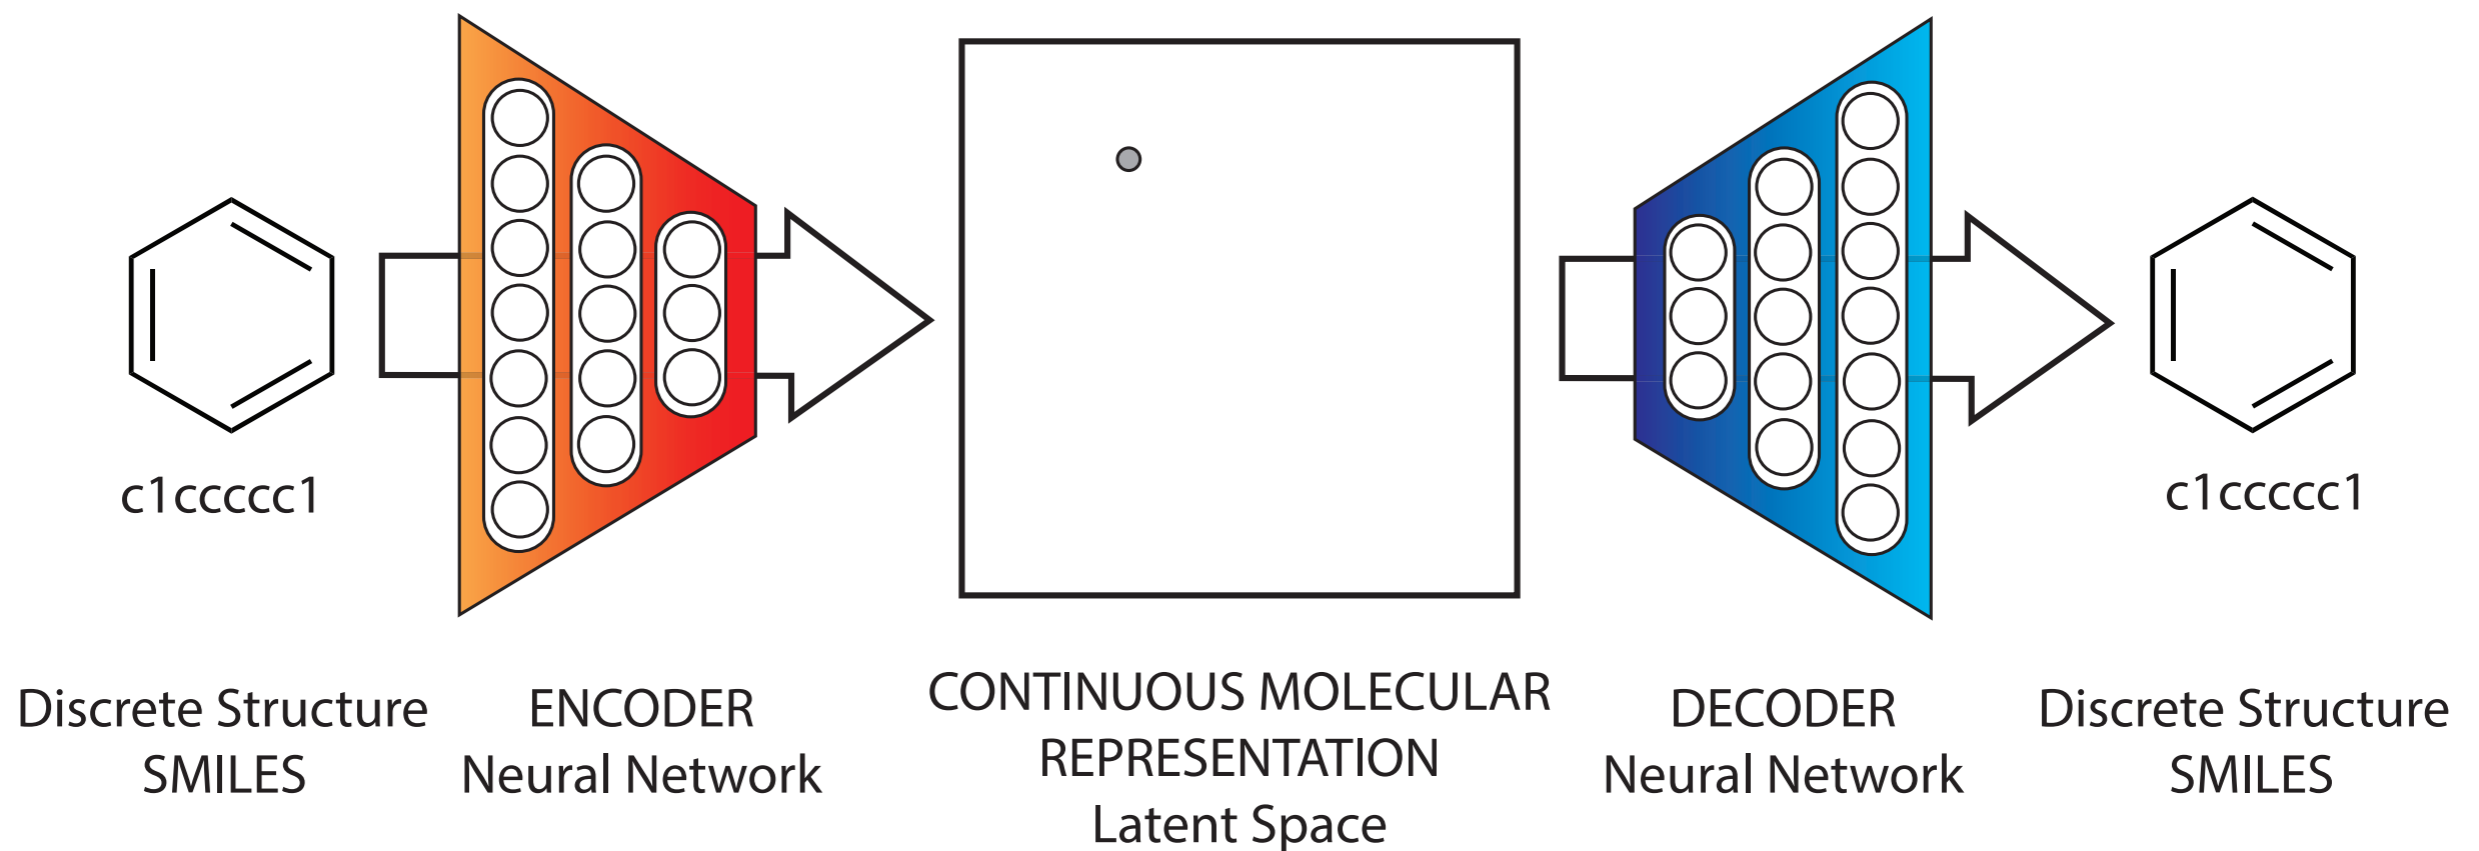 c1ccccc1
c1ccccc1
Discrete Structure
SMILES
ENCODER
Neural Network
CONTINUOUS MOLECULAR
REPRESENTATION
Latent Space
DECODER
Neural Network
Discrete Structure
SMILES